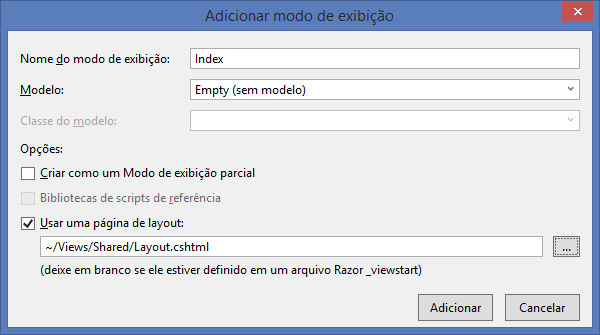 Adicionar modo de exibição
Nome do modo de exibição: Index
Modelo: Empty (sem modelo)
Classe do modelo:
Opções:
Criar como um Modo de exibição parcial
Bibliotecas de scripts de referência
Usar uma página de layout:
~/Views/Shared/Layout.cshtml ...
(deixe em branco se ele estiver definido em um arquivo Razor _viewstart)
Adicionar Cancelar